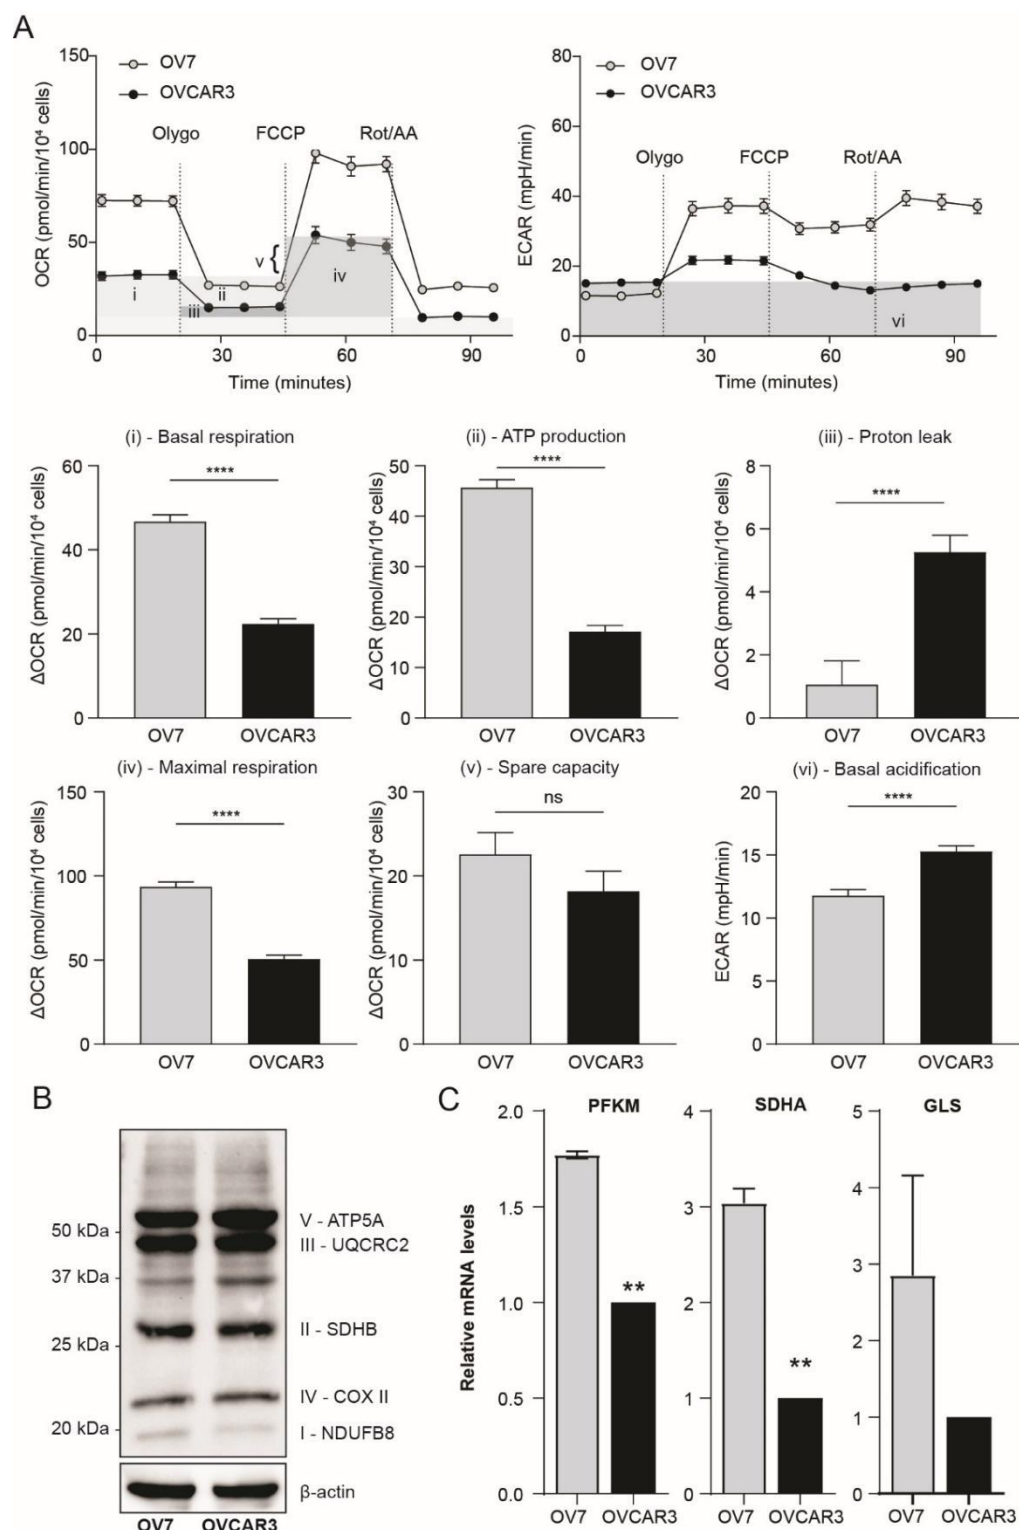 A
150
OV7
OVCAR3
Olygo
FCCP
Rot/AA
100
50
0
OCR (pmol/min/10⁴ cells)
i
ii
iii
iv
v {
0
30
60
90
Time (minutes)
80
OV7
OVCAR3
60
Olygo
FCCP
Rot/AA
40
20
0
ECAR (mpH/min)
vi
0
30
60
90
Time (minutes)
(i) - Basal respiration
60
40
20
0
ΔOCR (pmol/min/10⁴ cells)
****
OV7
OVCAR3
(ii) - ATP production
50
40
30
17
10
0
ΔOCR (pmol/min/10⁴ cells)
****
OV7
OVCAR3
(iii) - Proton leak
8
6
4
2
0
ΔOCR (pmol/min/10⁴ cells)
****
OV7
OVCAR3
(iv) - Maximal respiration
150
100
50
0
ΔOCR (pmol/min/10⁴ cells)
****
OV7
OVCAR3
(v) - Spare capacity
30
20
10
0
ΔOCR (pmol/min/10⁴ cells)
ns
OV7
OVCAR3
(vi) - Basal acidification
20
15
10
5
0
ECAR (mpH/min)
****
OV7
OVCAR3
B
50 kDa
37 kDa
25 kDa
20 kDa
V - ATP5A
III - UQCRC2
II - SDHB
IV - COX II
I - NDUFB8
β-actin
OV7
OVCAR3
C
PFKM
2.0
1.5
1.0
0.5
0.0
Relative mRNA levels
**
OV7
OVCAR3
SDHA
4
3
2
1
0
**
OV7
OVCAR3
GLS
5
4
3
2
1
0
OV7
OVCAR3